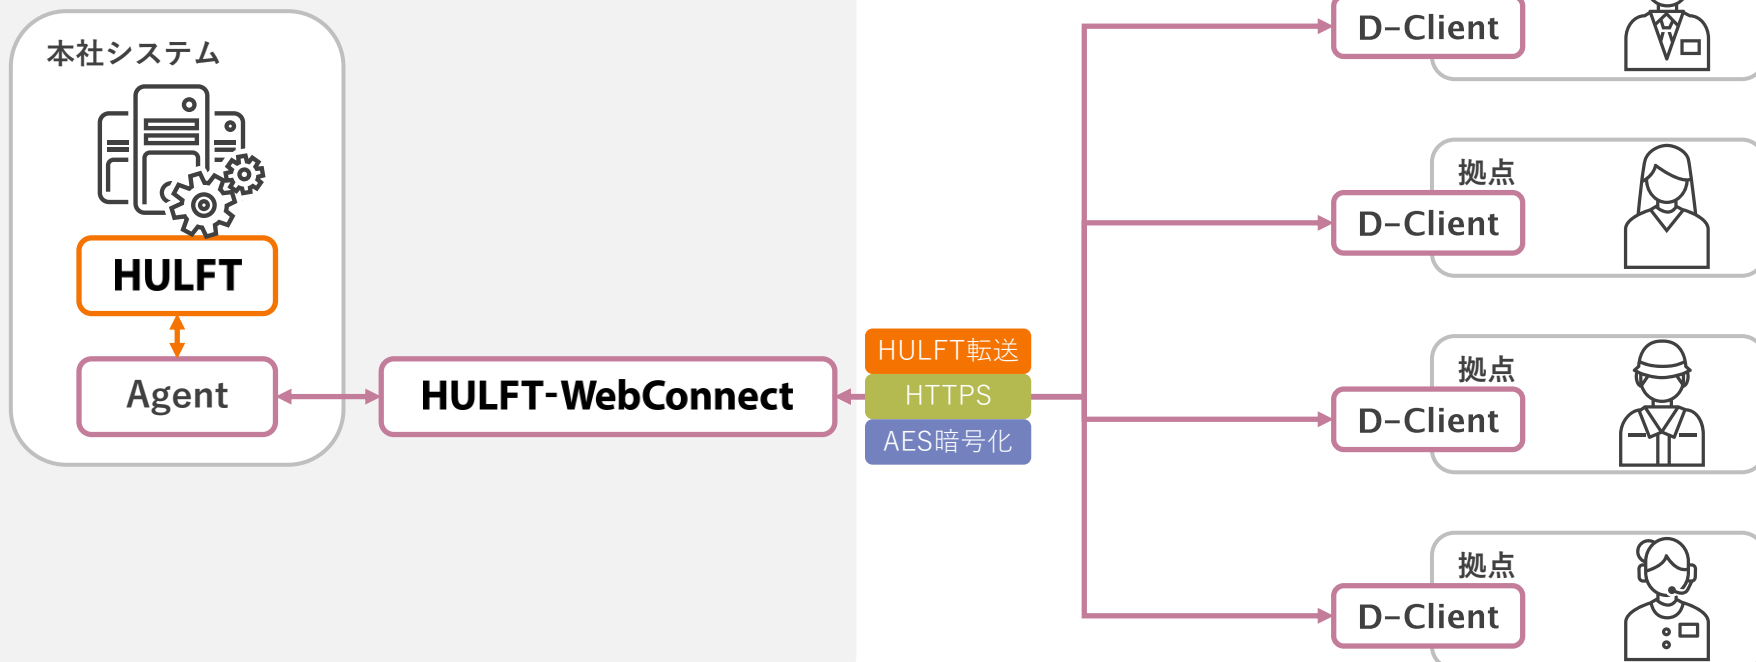 本社システム
HULFT
Agent
HULFT-WebConnect
HULFT転送
HTTPS
AES暗号化
D-Client
拠点
D-Client
拠点
D-Client
拠点
D-Client